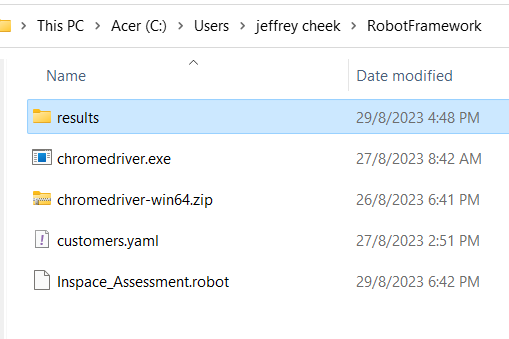 This PC > Acer (C:) > Users > jeffrey cheek > RobotFramework
Name Date modified
results 29/8/2023 4:48 PM
chromedriver.exe 27/8/2023 8:42 AM
chromedriver-win64.zip 26/8/2023 6:41 PM
customers.yaml 27/8/2023 2:51 PM
Inspace_Assessment.robot 29/8/2023 6:42 PM